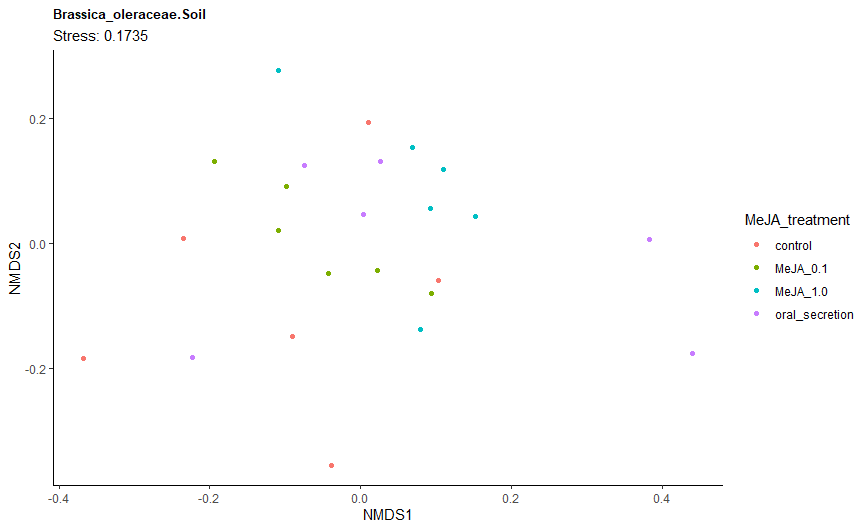 Brassica_oleraceae.Soil
Stress: 0.1735
NMDS2
0.2
0.0
-0.2
-0.4
-0.2
0.0
0.2
0.4
NMDS1
MeJA_treatment
control
MeJA_0.1
MeJA_1.0
oral_secretion